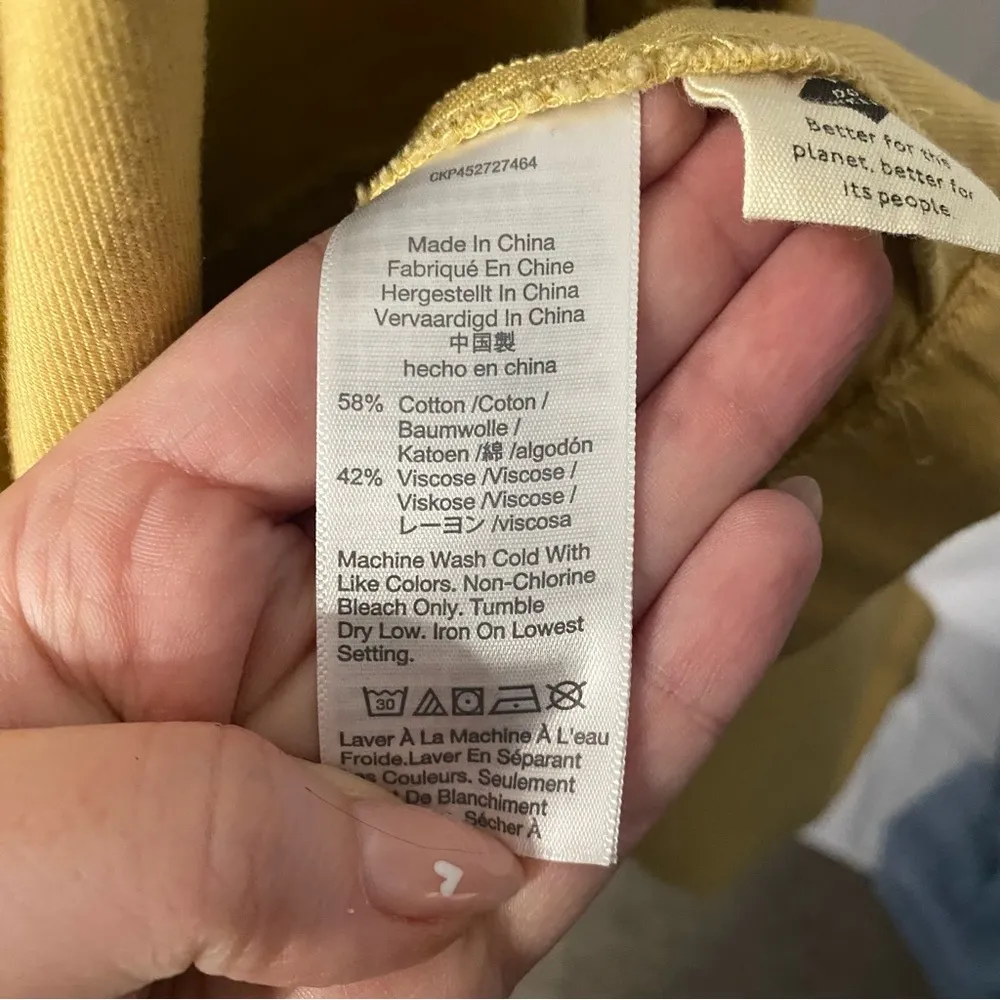 CKP452727464
Made In China
Fabriqué En Chine
Hergestellt In China
Vervaardigd In China
中国製
hecho en china
58% Cotton /Coton /
Baumwolle /
Katoen /綿 /algodón
42% Viscose /Viscose /
Viskose /Viscose /
レーヨン /viscosa
Machine Wash Cold With
Like Colors. Non-Chlorine
Bleach Only. Tumble
Dry Low. Iron On Lowest
Setting.
30
Laver À La Machine À L'eau
Froide.Laver En Séparant
Couleurs. Seulement
De Blanchiment
Sécher À
Better for the
planet, better for
its people.